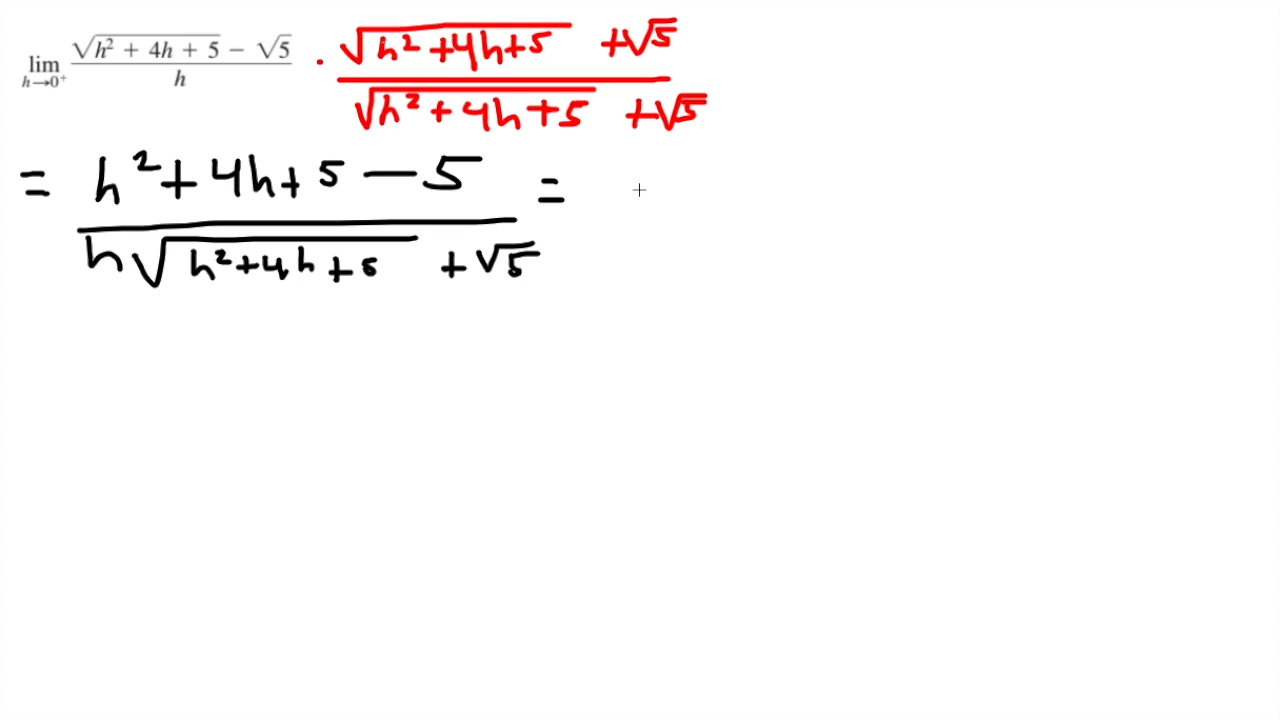 lim h→0⁺ (√(h² + 4h + 5) − √5) / h · (√(h²+4h+5) +√5) / (√(h²+4h+5) +√5)
= (h²+4h+5−5) / (h√(h²+4h+5) +√5) =